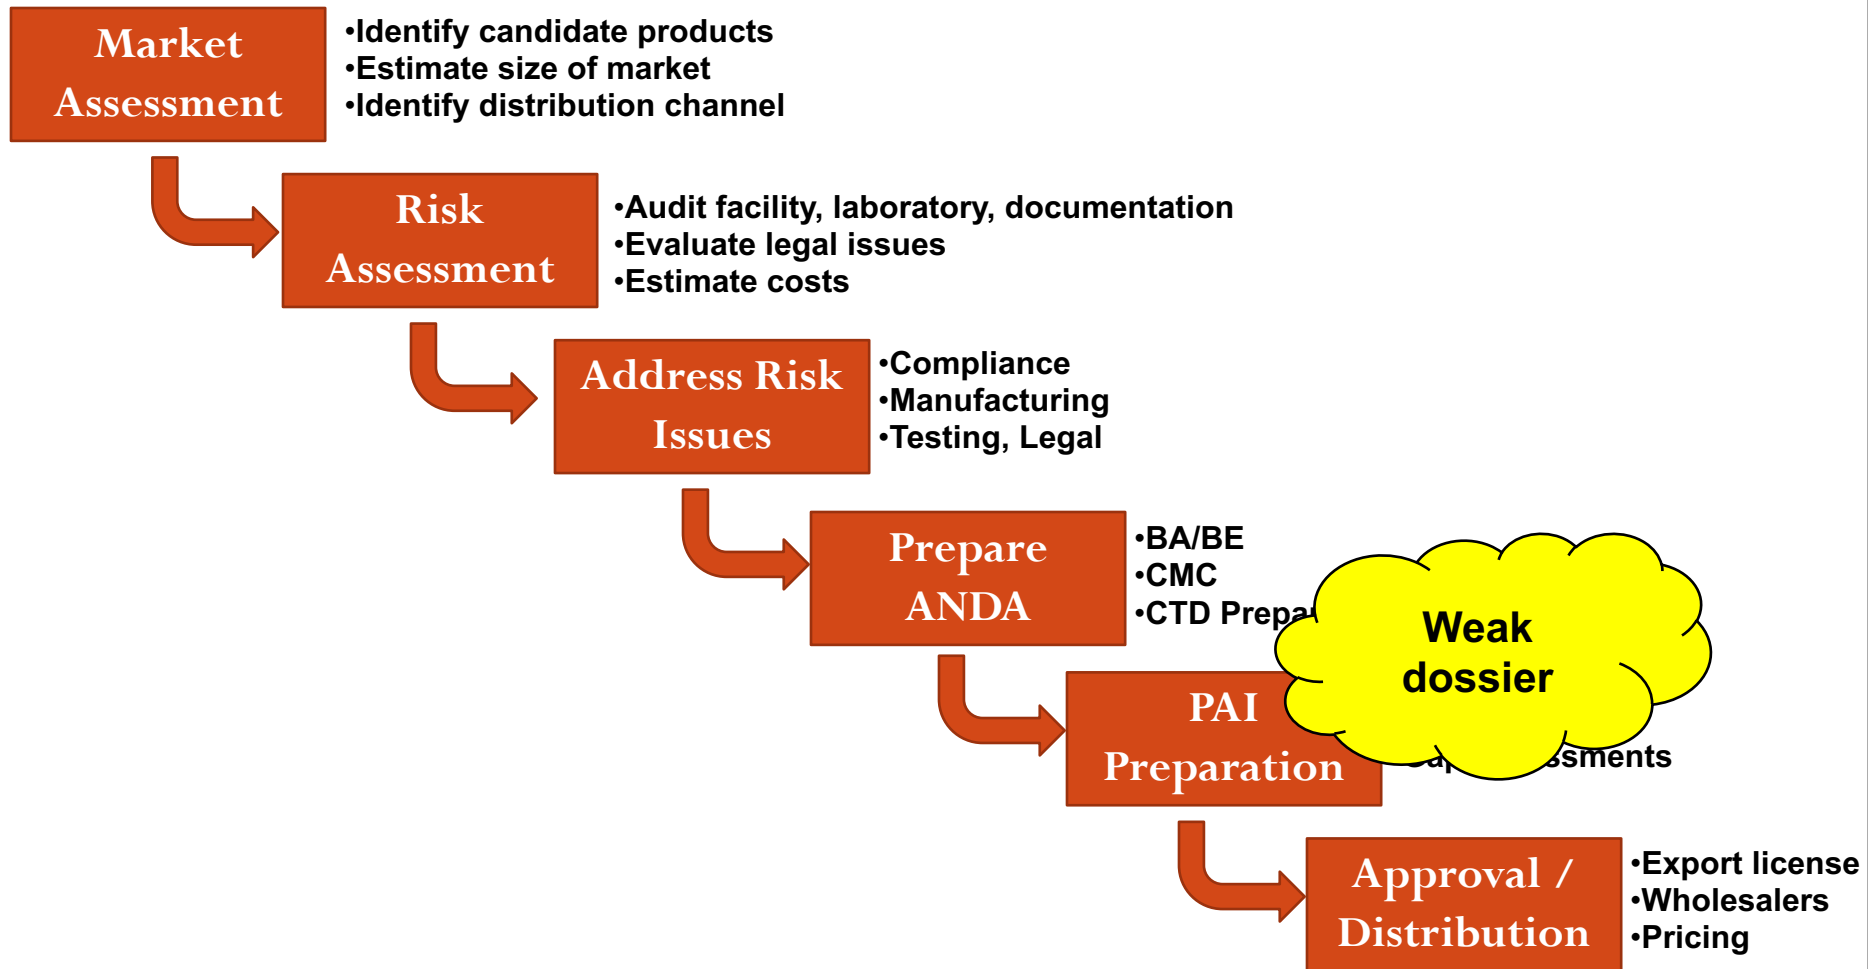 Market
Assessment
•Identify candidate products
•Estimate size of market
•Identify distribution channel
Risk
Assessment
•Audit facility, laboratory, documentation
•Evaluate legal issues
•Estimate costs
Address Risk
Issues
•Compliance
•Manufacturing
•Testing, Legal
Prepare
ANDA
•BA/BE
•CMC
•CTD
Weak
dossier
PAI
Preparation
Approval /
Distribution
•Export license
•Wholesalers
•Pricing